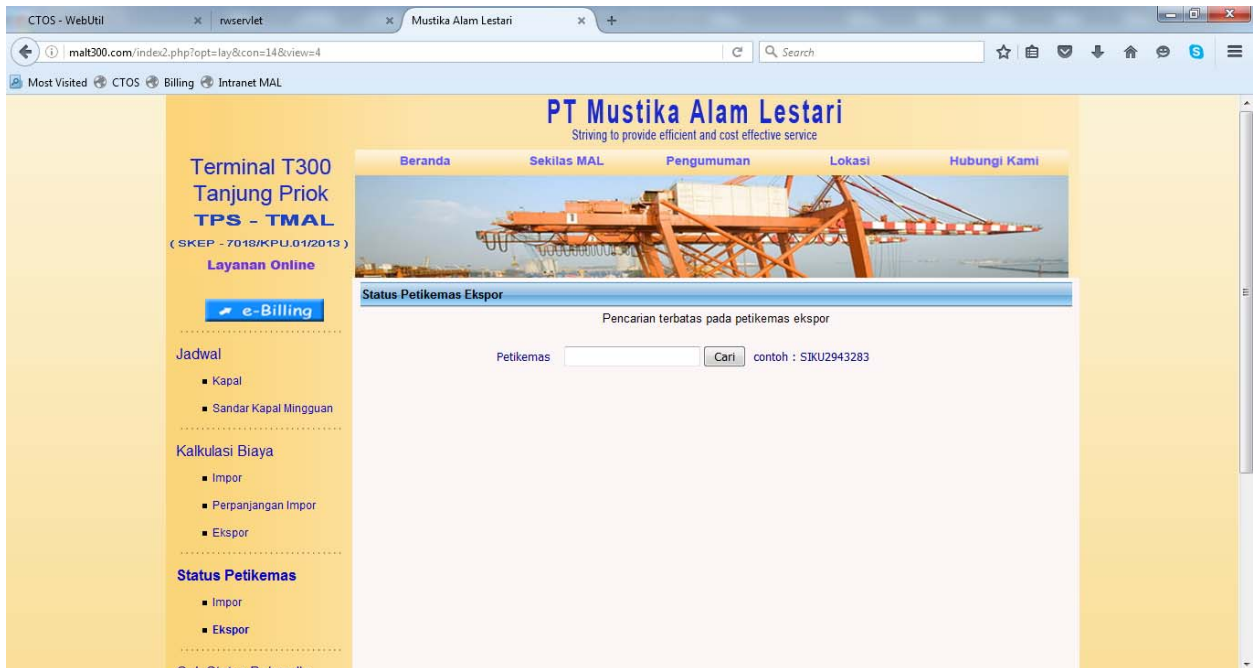 CTOS - WebUtil
rwservlet
Mustika Alam Lestari
malt300.com/index2.php?opt=lay&con=14&view=4
Search
Most Visited CTOS Billing Intranet MAL
PT Mustika Alam Lestari
Striving to provide efficient and cost effective service
Beranda Sekilas MAL Pengumuman Lokasi Hubungi Kami
Terminal T300
Tanjung Priok
TPS - TMAL
( SKEP - 7018/KPU.01/2013 )
Layanan Online
e-Billing
Jadwal
Kapal
Sandar Kapal Mingguan
Kalkulasi Biaya
Impor
Perpanjangan Impor
Ekspor
Status Petikemas
Impor
Ekspor
Status Petikemas Ekspor
Pencarian terbatas pada petikemas ekspor
Petikemas Cari contoh : SIKU2943283